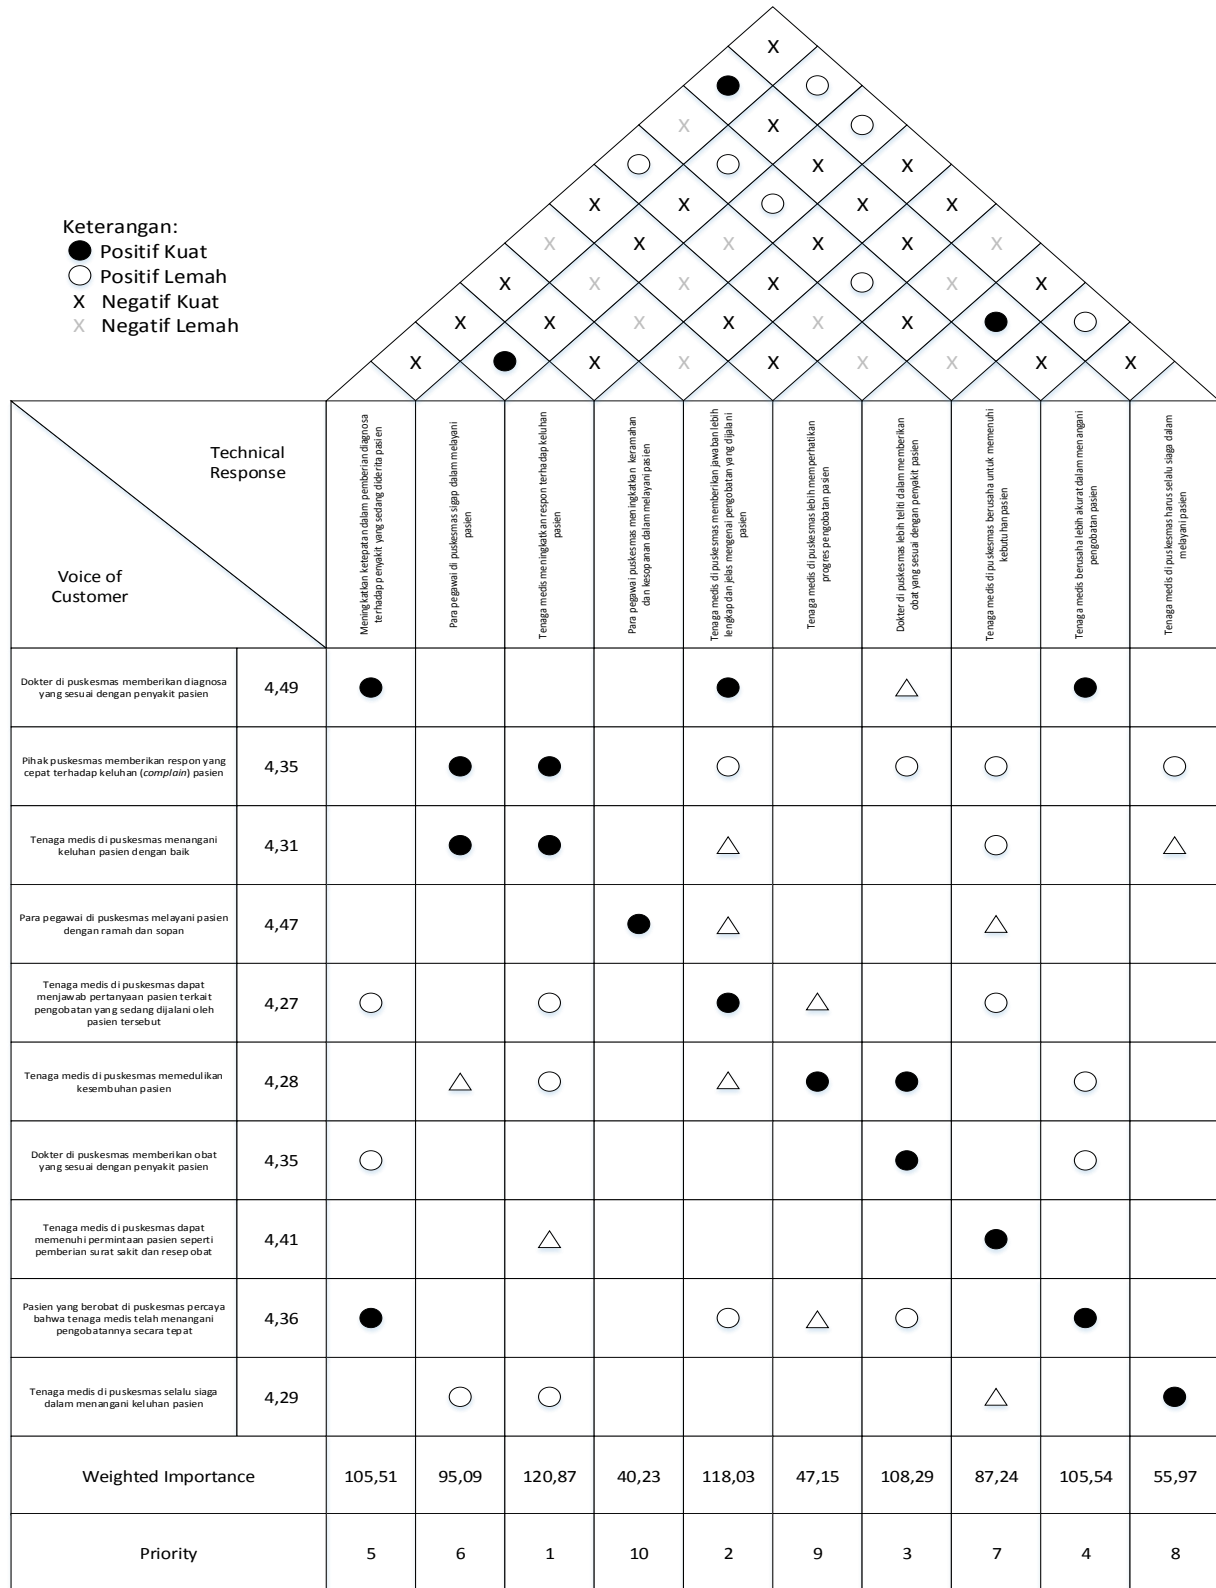 Keterangan:
Positif Kuat
Positif Lemah
X Negatif Kuat
X Negatif Lemah
X
X X
X X
X X X
X X X X X
X X X X
X X X X X
X X X X X X
X X X X X X X X
Technical
Response
Voice of
Customer
Meningkatkan ketepatan dalam pemberian diagnosa
terhadap penyakit yang sedang diderita pasien
Para pegawai di puskesmas sigap dalam melayani
pasien
Tenaga medis meningkatkan respon terhadap keluhan
pasien
Para pegawai puskesmas meningkatkan keramahan
dan kesopanan dalam melayani pasien
Tenaga medis di puskesmas memberikan jawaban lebih
lengkap dan jelas mengenai pengobatan yang dijalani
pasien
Tenaga medis di puskesmas lebih memperhatikan
progres pengobatan pasien
Dokter di puskesmas lebih teliti dalam memberikan
obat yang sesuai dengan penyakit pasien
Tenaga medis di puskesmas berusaha untuk memenuhi
kebutuhan pasien
Tenaga medis berusaha lebih akurat dalam menangani
pengobatan pasien
Tenaga medis di puskesmas harus selalu siaga dalam
melayani pasien
Dokter di puskesmas memberikan diagnosa
yang sesuai dengan penyakit pasien
4,49
Pihak puskesmas memberikan respon yang
cepat terhadap keluhan (complain) pasien
4,35
Tenaga medis di puskesmas menangani
keluhan pasien dengan baik
4,31
Para pegawai di puskesmas melayani pasien
dengan ramah dan sopan
4,47
Tenaga medis di puskesmas dapat
menjawab pertanyaan pasien terkait
pengobatan yang sedang dijalani oleh
pasien tersebut
4,27
Tenaga medis di puskesmas memedulikan
kesembuhan pasien
4,28
Dokter di puskesmas memberikan obat
yang sesuai dengan penyakit pasien
4,35
Tenaga medis di puskesmas dapat
memenuhi permintaan pasien seperti
pemberian surat sakit dan resep obat
4,41
Pasien yang berobat di puskesmas percaya
bahwa tenaga medis telah menangani
pengobatannya secara tepat
4,36
Tenaga medis di puskesmas selalu siaga
dalam menangani keluhan pasien
4,29
Weighted Importance 105,51 95,09 120,87 40,23 118,03 47,15 108,29 87,24 105,54 55,97
Priority 5 6 1 10 2 9 3 7 4 8